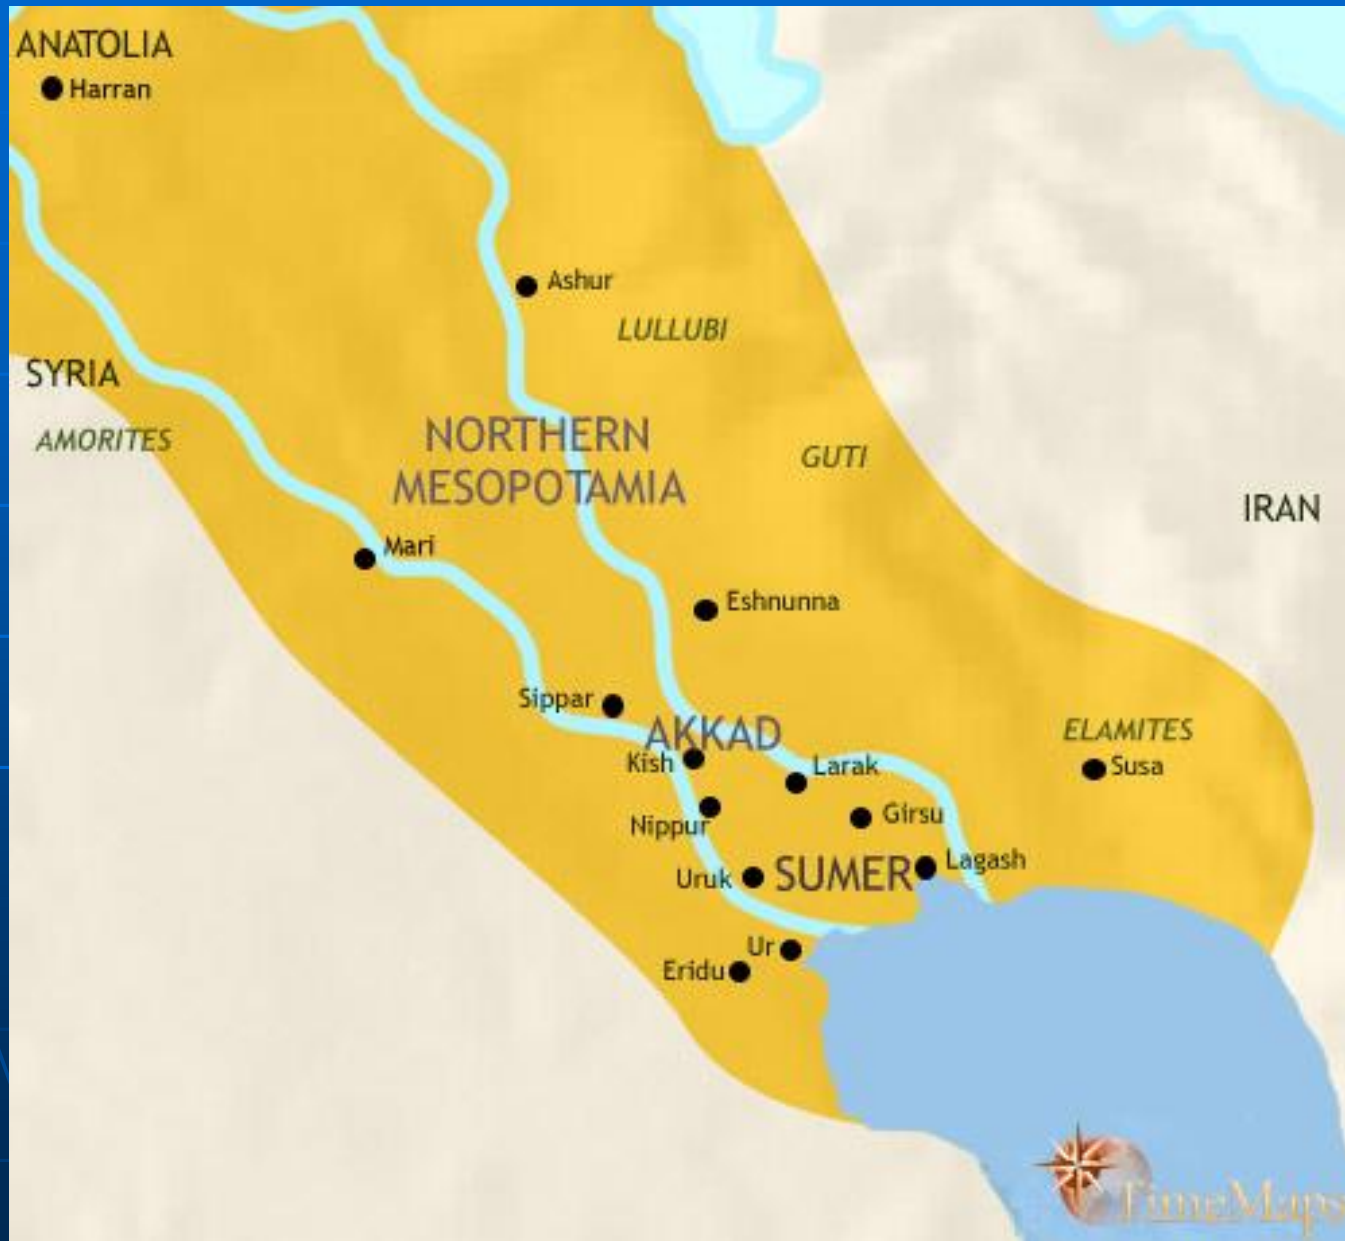 ANATOLIA
Harran
Ashur
LULLUBI
SYRIA
AMORITES
NORTHERN
MESOPOTAMIA
GUTI
IRAN
Mari
Eshnunna
Sippar
AKKAD
ELAMITES
Kish
Larak
Susa
Nippur
Girsu
Uruk
SUMER
Lagash
Ur
Eridu
TimeMaps